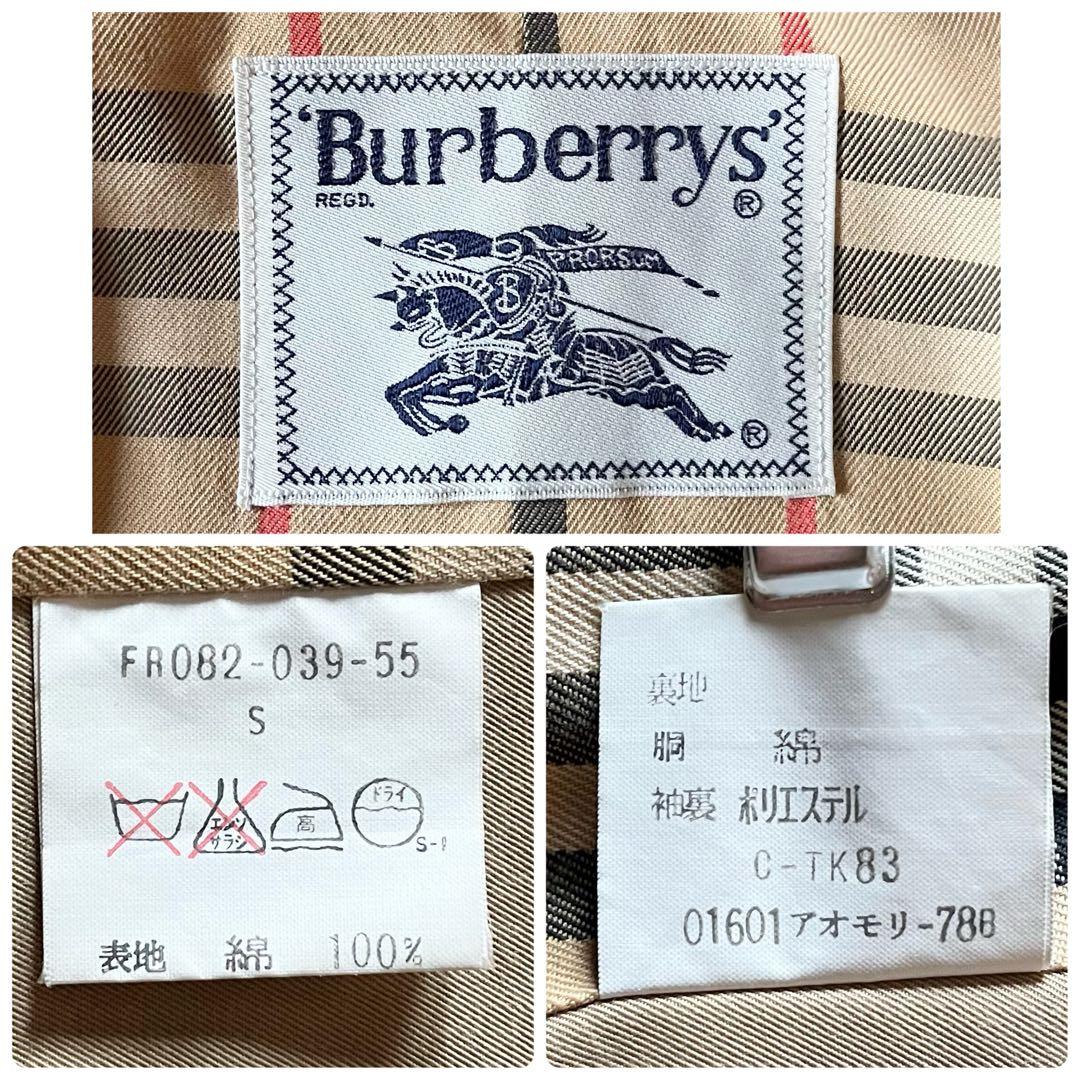 'Burberrys'
REGD.
®
PRORSUM
®
FR082-039-55
S
エンソ
サラシ
高
ドライ
表地 綿 100%
裏地
胴 綿
袖裏 ポリエステル
C-TK83
01601アオモリ-788